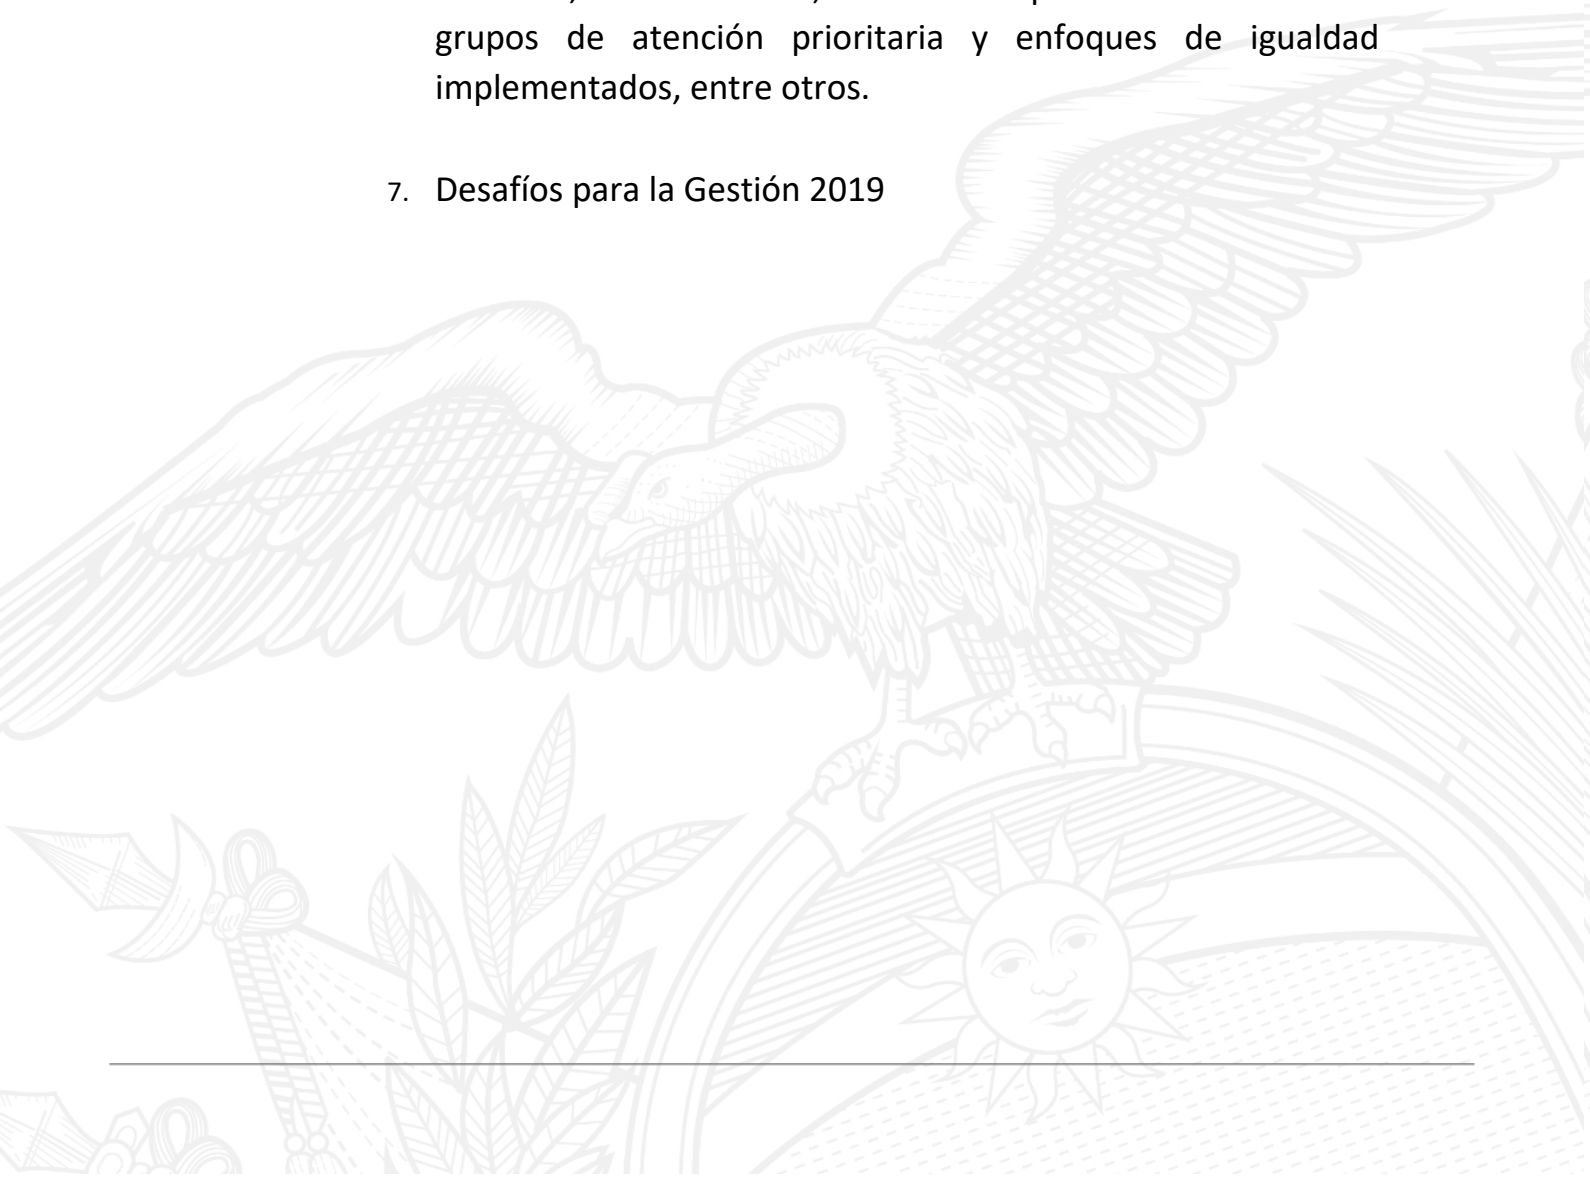 grupos de atención prioritaria y enfoques de igualdad
implementados, entre otros.
7. Desafíos para la Gestión 2019